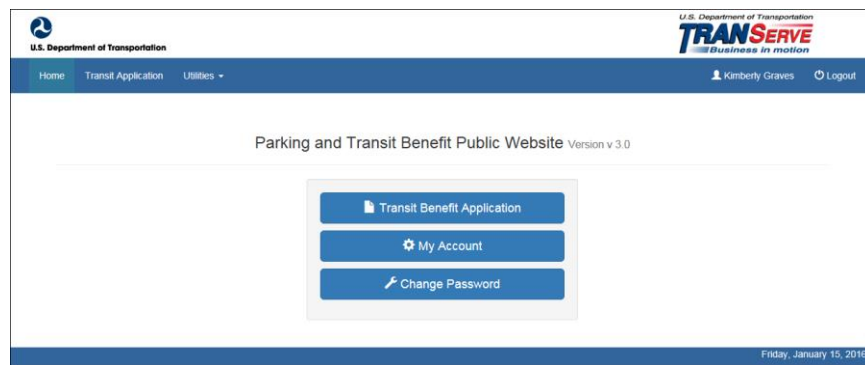 U.S. Department of Transportation
U.S. Department of Transportation
TRANSERVE
Business in motion
Home Transit Application Utilities Kimberly Graves Logout
Parking and Transit Benefit Public Website Version v 3.0
Transit Benefit Application
My Account
Change Password
Friday, January 15, 2016